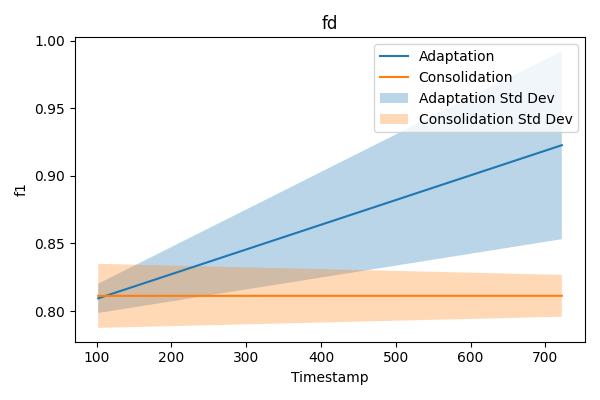 fd
1.00
0.95
0.90
0.85
0.80
f1
Adaptation
Consolidation
Adaptation Std Dev
Consolidation Std Dev
100 200 300 400 500 600 700
Timestamp